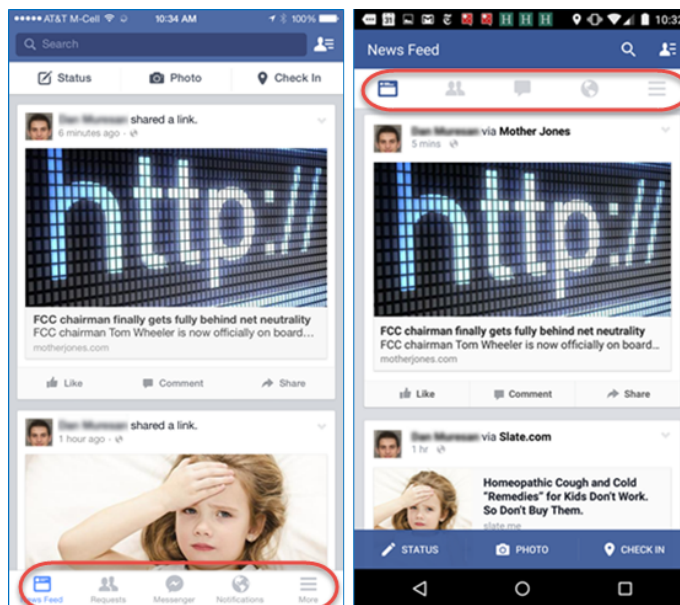 AT&T M-Cell
10:34 AM
100%
Search
Status
Photo
Check In
shared a link.
6 minutes ago
http://
FCC chairman finally gets fully behind net neutrality
FCC chairman Tom Wheeler is now officially on board...
motherjones.com
Like
Comment
Share
shared a link.
1 hour ago
News Feed
Requests
Messenger
Notifications
More
31
H
H
H
10:32
News Feed
via Mother Jones
5 mins
http://
FCC chairman finally gets fully behind net neutrality
FCC chairman Tom Wheeler is now officially on board...
motherjones.com
Like
Comment
Share
via Slate.com
1 hr
Homeopathic Cough and Cold
"Remedies" for Kids Don't Work.
So Don't Buy Them.
slate.me
STATUS
PHOTO
CHECK IN